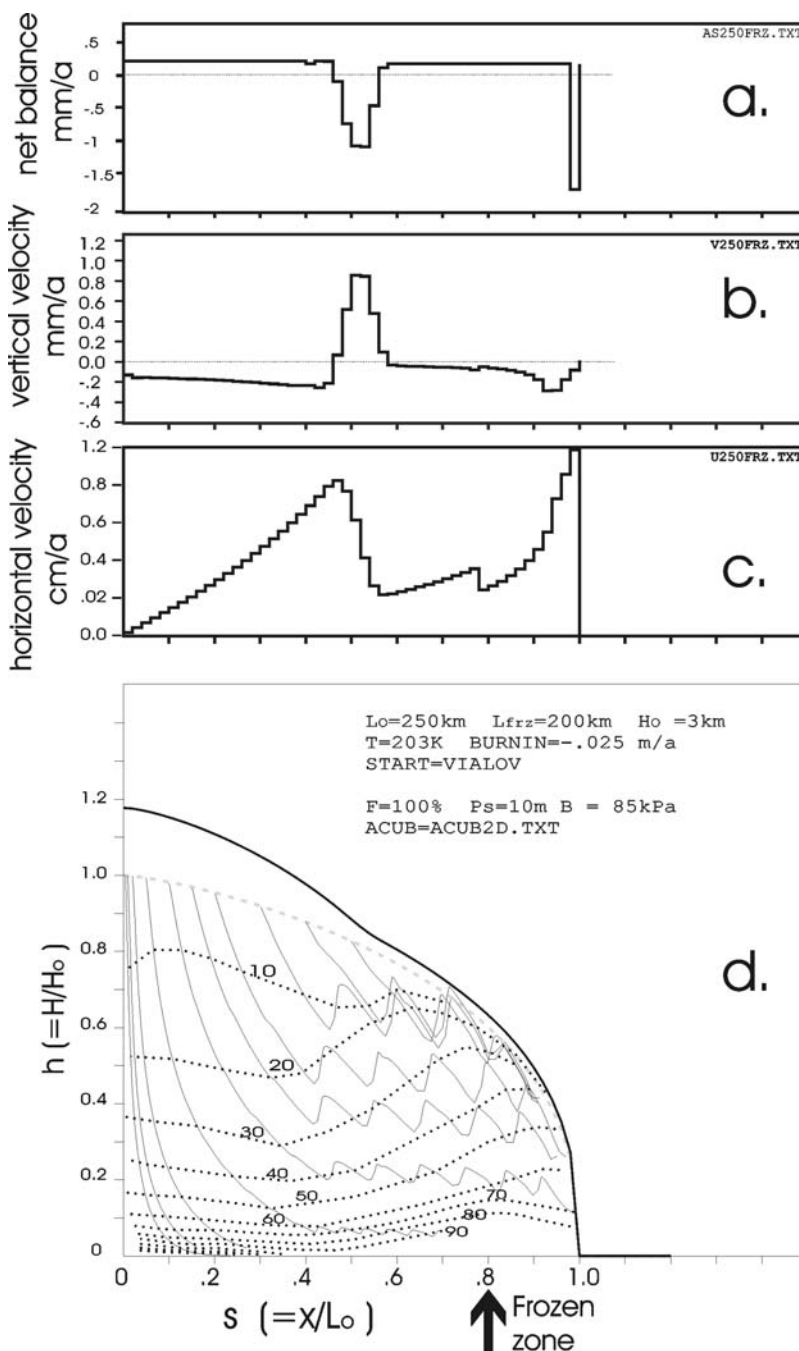 AS250FRZ.TXT
net balance
mm/a
.5
0
-.5
-1
-1.5
-2
a.
V250FRZ.TXT
vertical velocity
mm/a
1.2
1.0
0.8
0.6
0.4
0.2
0.0
-.2
-.4
-.6
b.
U250FRZ.TXT
horizontal velocity
cm/a
1.2
0.8
0.6
0.4
.02
0.0
c.
Lo=250km Lfrz=200km Ho =3km
T=203K BURNIN=-.025 m/a
START=VIALOV
F=100% Ps=10m B = 85kPa
ACUB=ACUB2D.TXT
h (=H/Ho)
1.2
1.0
0.8
0.6
0.4
0.2
0
d.
10
20
30
40
50
60
70
80
90
0 .2 .4 .6 .8 1.0
s (=x/Lo)
Frozen
zone